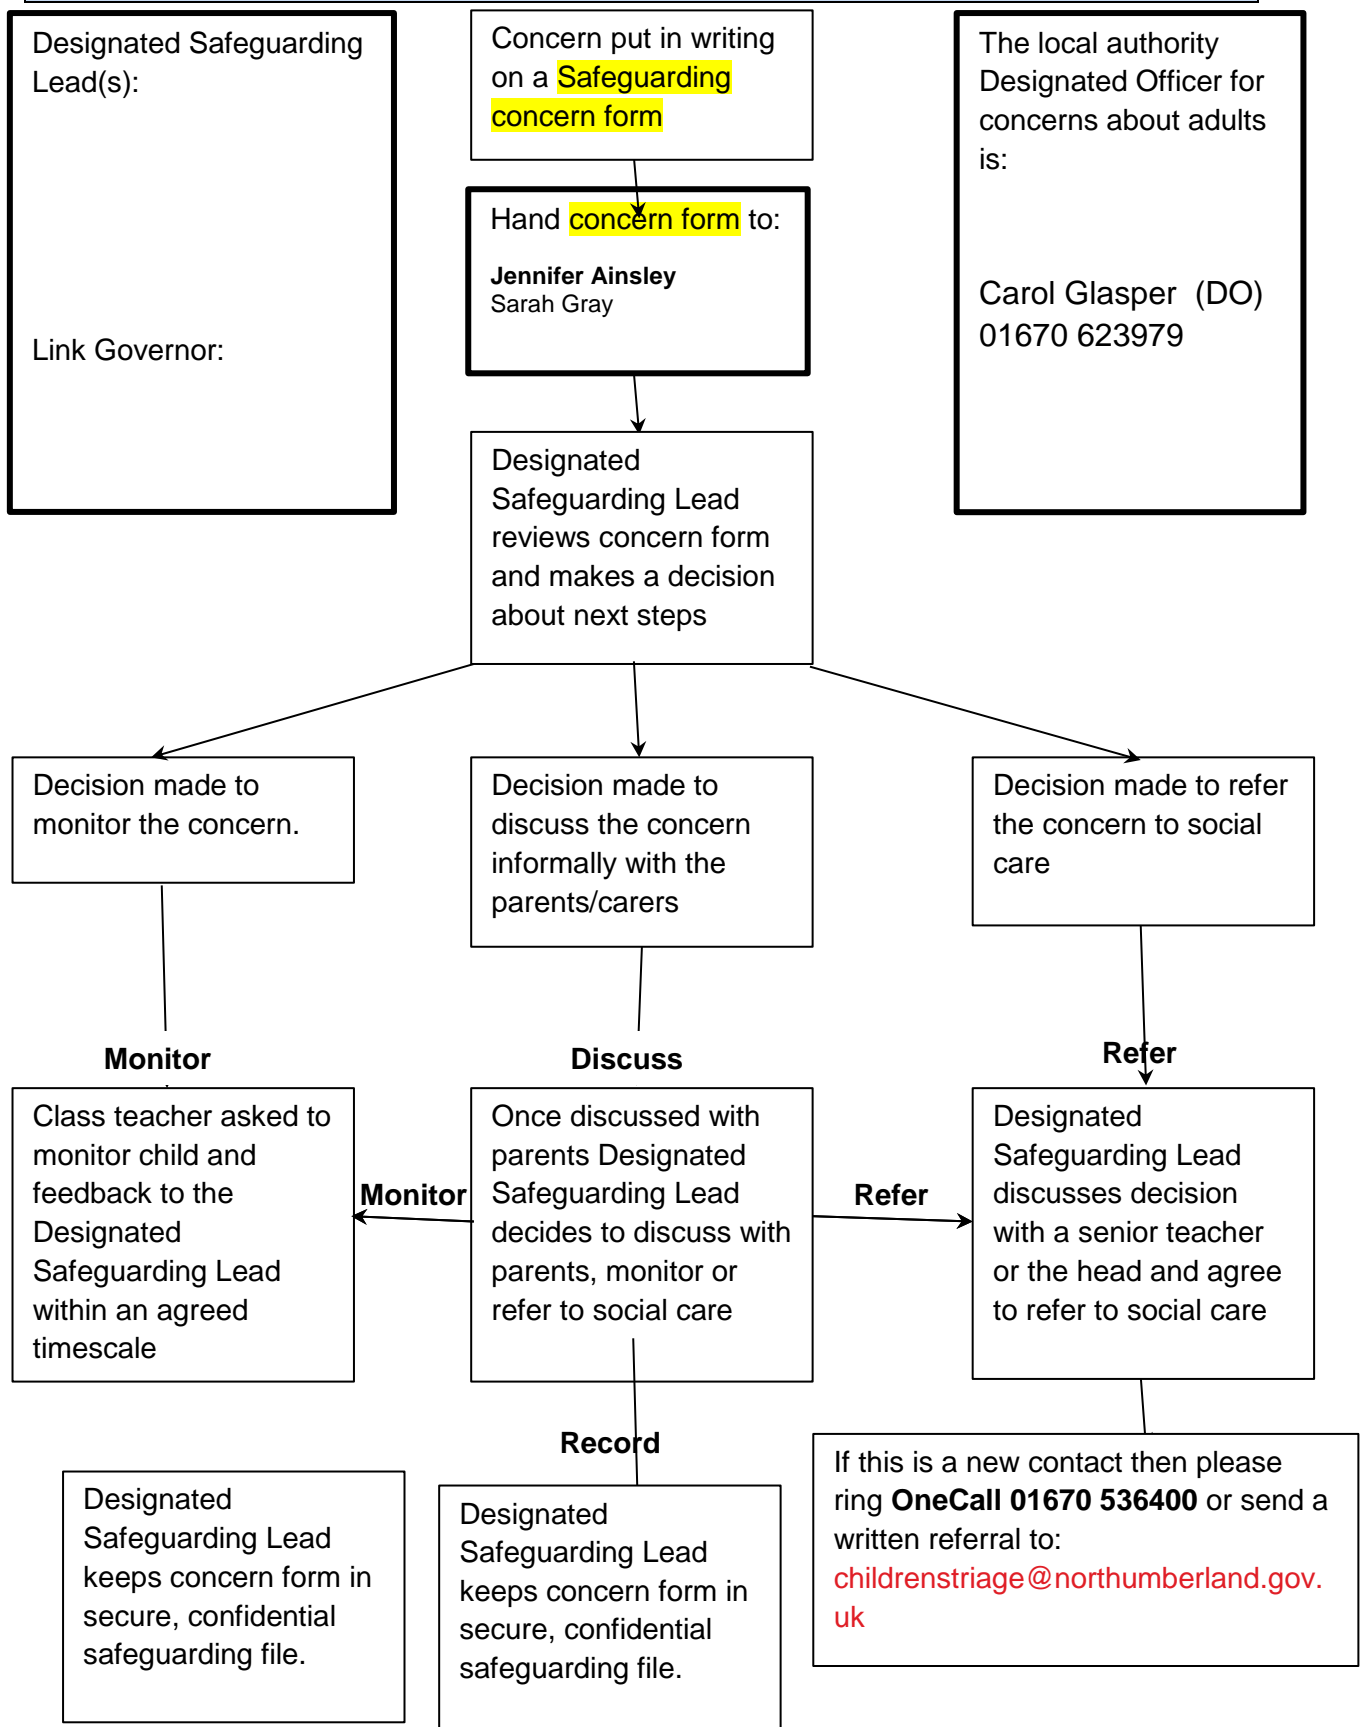 Designated Safeguarding
Lead(s):
Link Governor:
Concern put in writing
on a Safeguarding
concern form
Hand concern form to:
Jennifer Ainsley
Sarah Gray
The local authority
Designated Officer for
concerns about adults
is:
Carol Glasper  (DO)
01670 623979
Designated
Safeguarding Lead
reviews concern form
and makes a decision
about next steps
Decision made to
monitor the concern.
Decision made to
discuss the concern
informally with the
parents/carers
Decision made to refer
the concern to social
care
Monitor
Discuss
Refer
Class teacher asked to
monitor child and
feedback to the
Designated
Safeguarding Lead
within an agreed
timescale
Monitor
Once discussed with
parents Designated
Safeguarding Lead
decides to discuss with
parents, monitor or
refer to social care
Refer
Designated
Safeguarding Lead
discusses decision
with a senior teacher
or the head and agree
to refer to social care
Record
Designated
Safeguarding Lead
keeps concern form in
secure, confidential
safeguarding file.
Designated
Safeguarding Lead
keeps concern form in
secure, confidential
safeguarding file.
If this is a new contact then please
ring OneCall 01670 536400 or send a
written referral to:
childrenstriage@northumberland.gov.
uk